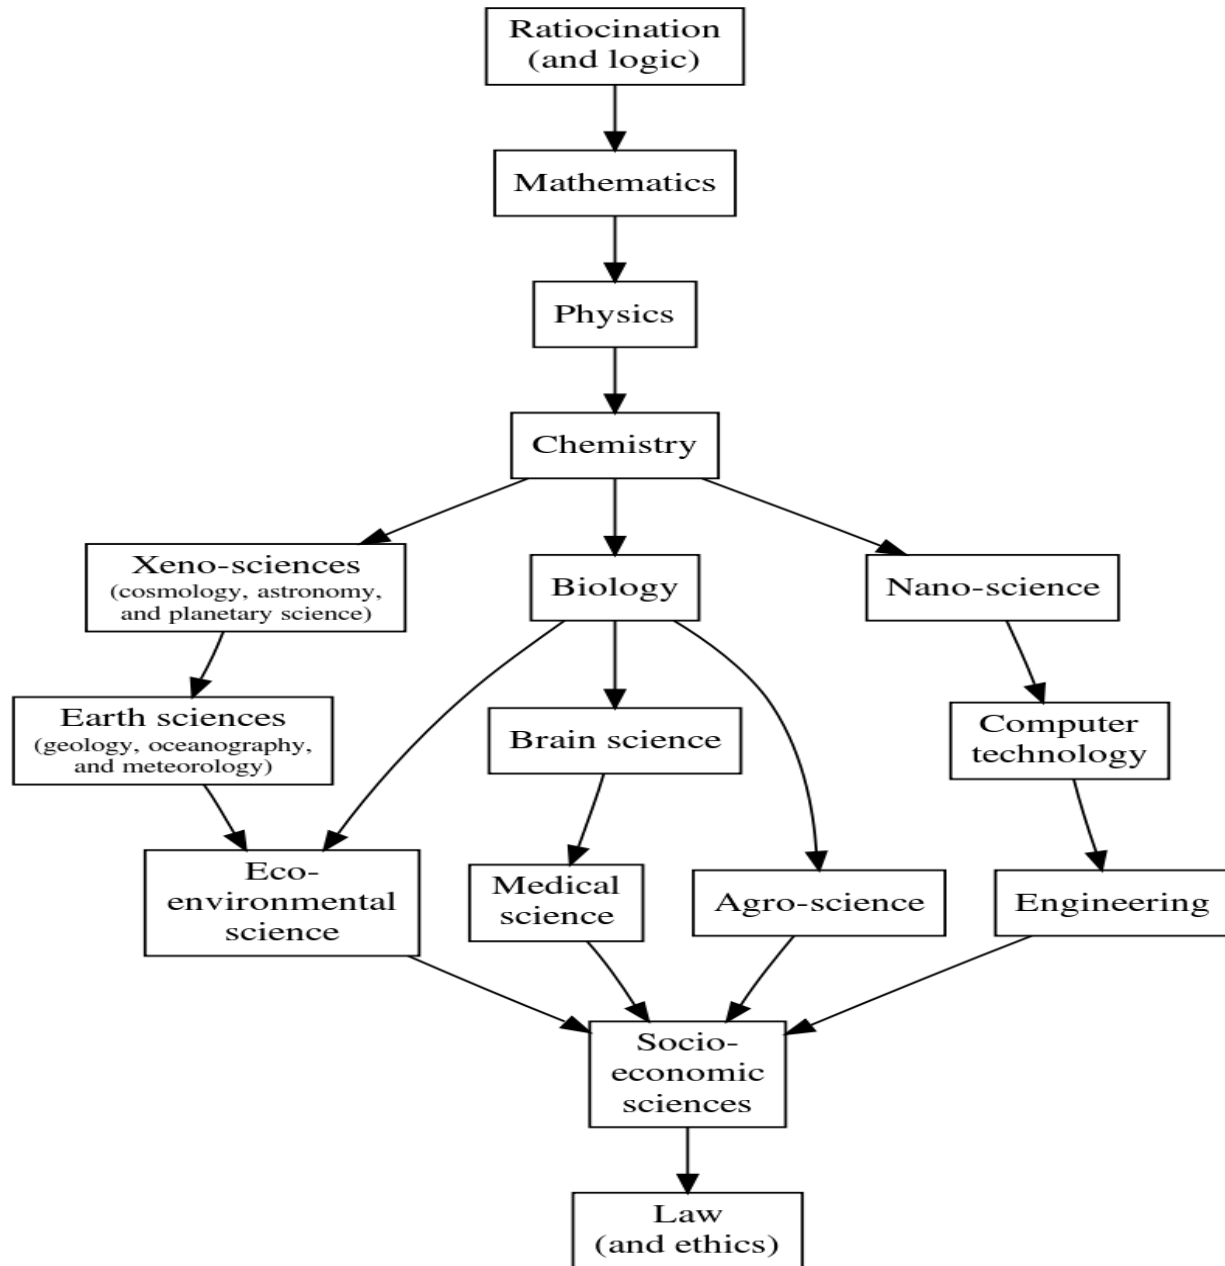 Ratiocination
(and logic)
Mathematics
Physics
Chemistry
Xeno-sciences
(cosmology, astronomy,
and planetary science)
Biology
Nano-science
Earth sciences
(geology, oceanography,
and meteorology)
Brain science
Computer
technology
Eco-
environmental
science
Medical
science
Agro-science
Engineering
Socio-
economic
sciences
Law
(and ethics)